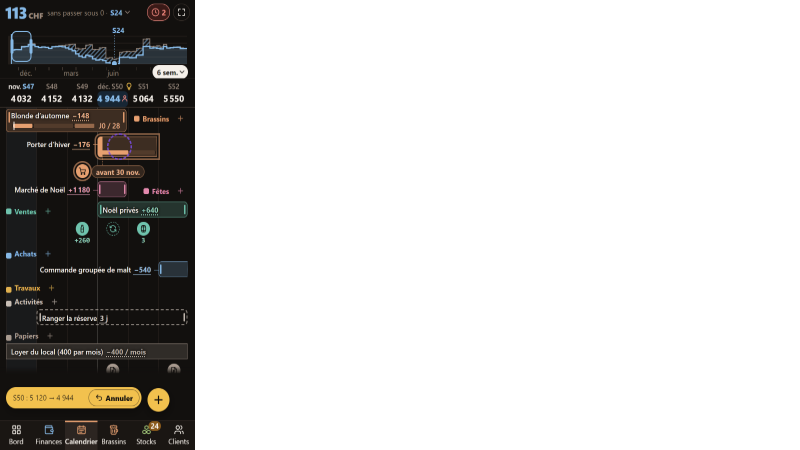 113 CHF sans passer sous 0 · S24 2
S24
déc. mars juin
6 sem.
nov. S47 S48 S49 déc. S50 S51 S52
4 032 4 152 4 132 4 944 5 064 5 550
Blonde d'automne −148
J0 / 28
Brassins +
Porter d'hiver −176
avant 30 nov.
Marché de Noël +1 180
Fêtes +
Ventes +
Noël privés +640
+260 3
Achats +
Commande groupée de malt −540
Travaux +
Activités +
Ranger la réserve 3 j
Papiers +
Loyer du local (400 par mois) −400 / mois
S50 : 5 120 → 4 944
Annuler
+
24
Bord Finances Calendrier Brassins Stocks Clients